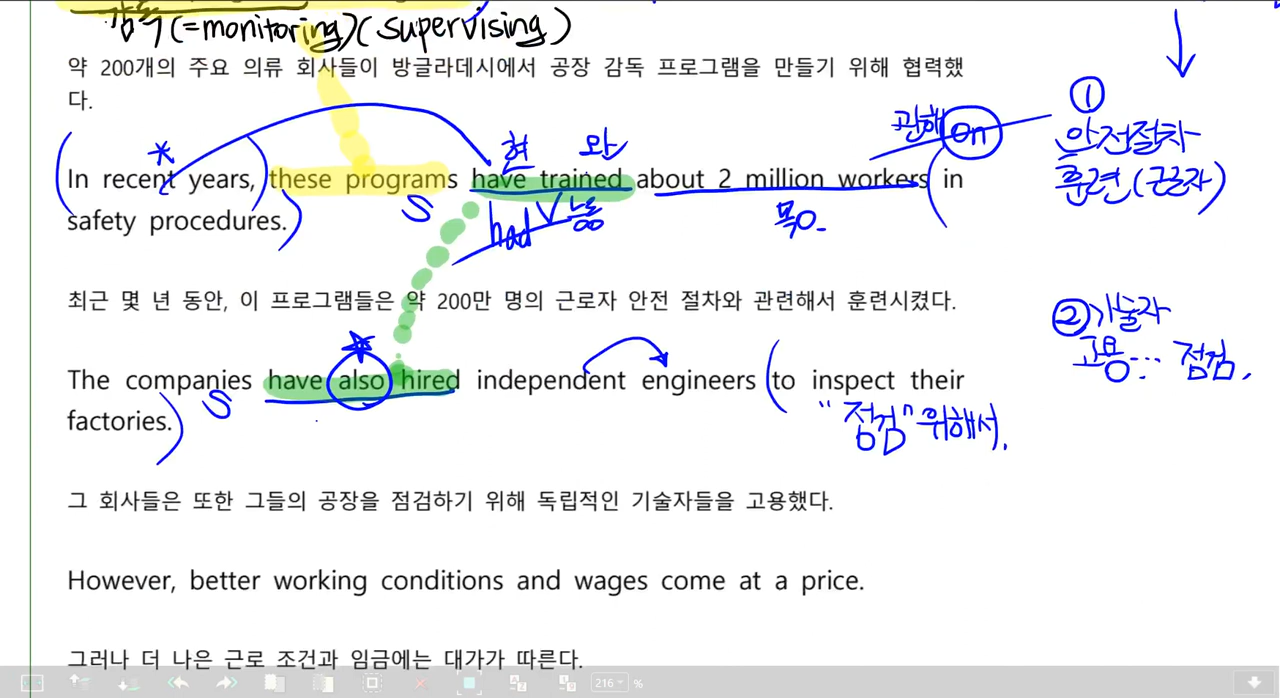 감독(=monitoring)(supervising)
약 200개의 주요 의류 회사들이 방글라데시에서 공장 감독 프로그램을 만들기 위해 협력했
다.
현 완
관해 on
①
안전절차
훈련(근로자)
In recent years, these programs have trained about 2 million workers in
S had V 능동 목O.
safety procedures.
최근 몇 년 동안, 이 프로그램들은 약 200만 명의 근로자 안전 절차와 관련해서 훈련시켰다.
②기술자
고용… 점검.
The companies have also hired independent engineers to inspect their
S
factories.
"점검" 위해서.
그 회사들은 또한 그들의 공장을 점검하기 위해 독립적인 기술자들을 고용했다.
However, better working conditions and wages come at a price.
그러나 더 나은 근로 조건과 임금에는 대가가 따른다.
216 %